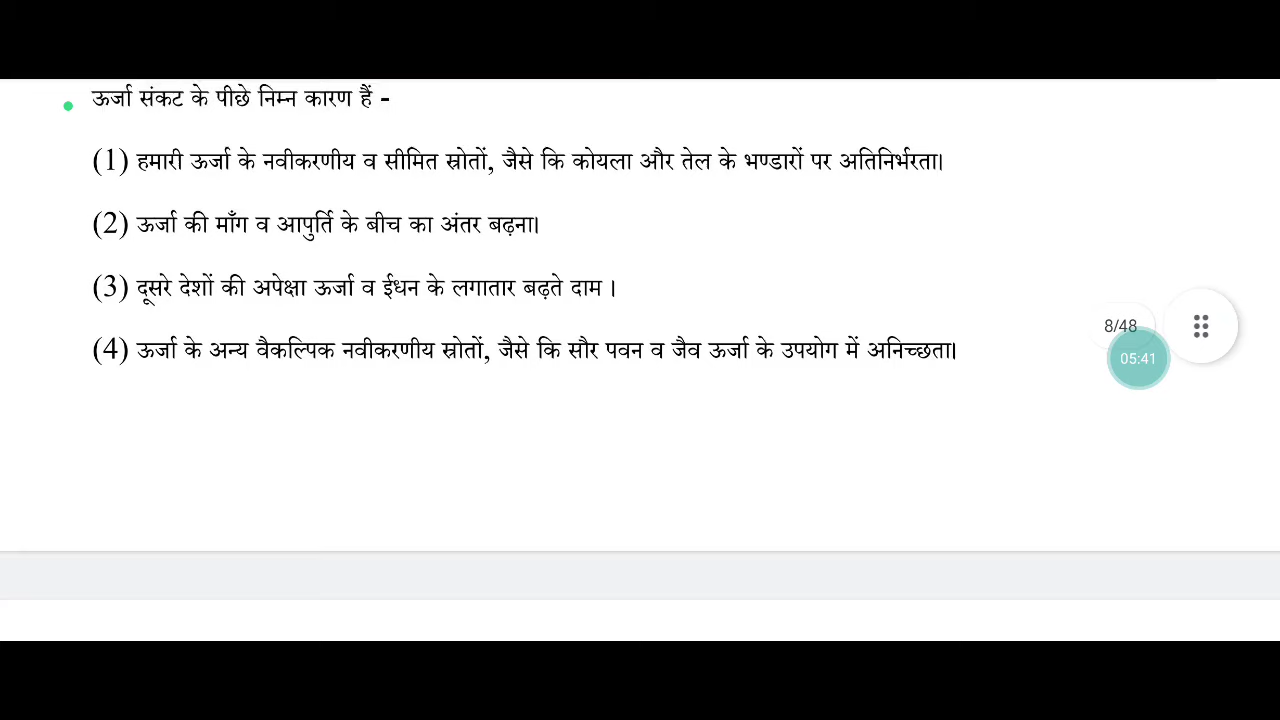 ऊर्जा संकट के पीछे निम्न कारण हैं -
(1) हमारी ऊर्जा के नवीकरणीय व सीमित स्रोतों, जैसे कि कोयला और तेल के भण्डारों पर अतिनिर्भरता।
(2) ऊर्जा की माँग व आपुर्ति के बीच का अंतर बढ़ना।
(3) दूसरे देशों की अपेक्षा ऊर्जा व ईधन के लगातार बढ़ते दाम ।
8/48
(4) ऊर्जा के अन्य वैकल्पिक नवीकरणीय स्रोतों, जैसे कि सौर पवन व जैव ऊर्जा के उपयोग में अनिच्छता।
05:41